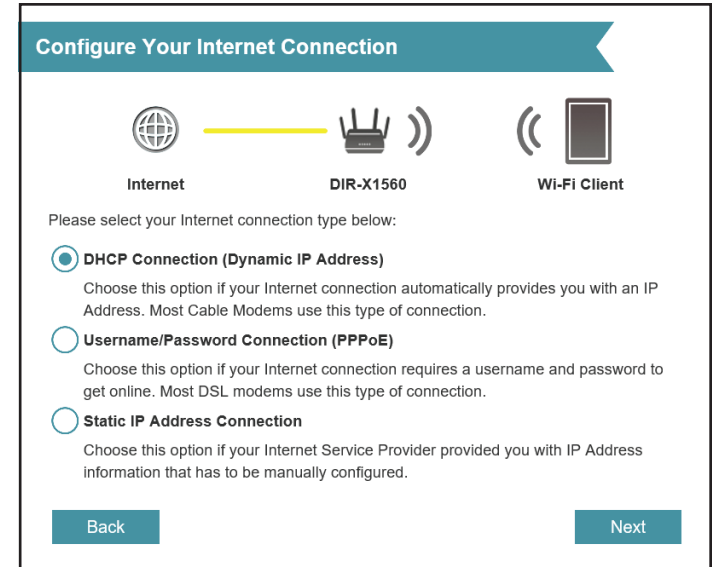 Configure Your Internet Connection
Internet
DIR-X1560
Wi-Fi Client
Please select your Internet connection type below:
DHCP Connection (Dynamic IP Address)
Choose this option if your Internet connection automatically provides you with an IP
Address. Most Cable Modems use this type of connection.
Username/Password Connection (PPPoE)
Choose this option if your Internet connection requires a username and password to
get online. Most DSL modems use this type of connection.
Static IP Address Connection
Choose this option if your Internet Service Provider provided you with IP Address
information that has to be manually configured.
Back
Next